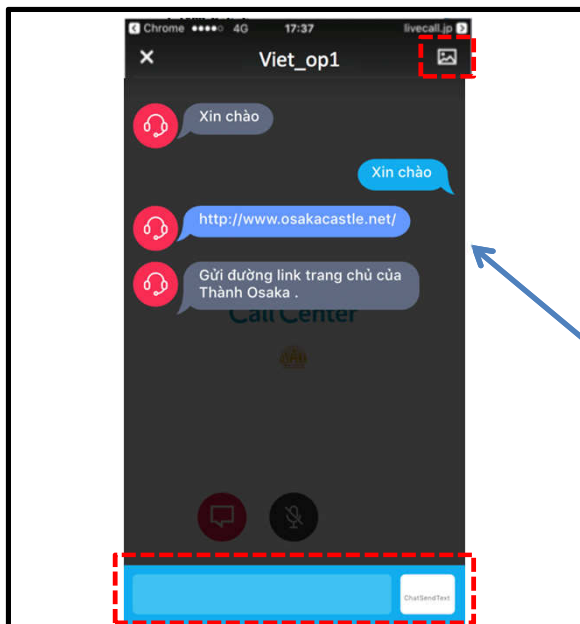 Chrome 4G 17:37 livecall.jp
Viet_op1
Xin chào
Xin chào
http://www.osakacastle.net/
Gửi đường link trang chủ của
Thành Osaka .
Call Center
ChatSendText